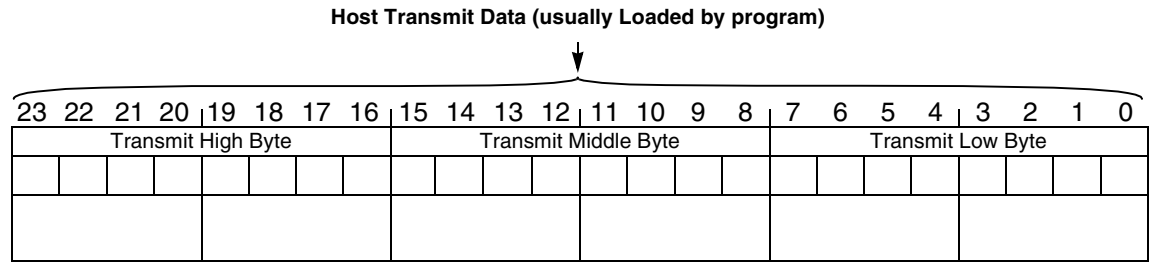 Host Transmit Data (usually Loaded by program)
23 22 21 20 19 18 17 16 15 14 13 12 11 10 9 8 7 6 5 4 3 2 1 0
Transmit High Byte Transmit Middle Byte Transmit Low Byte